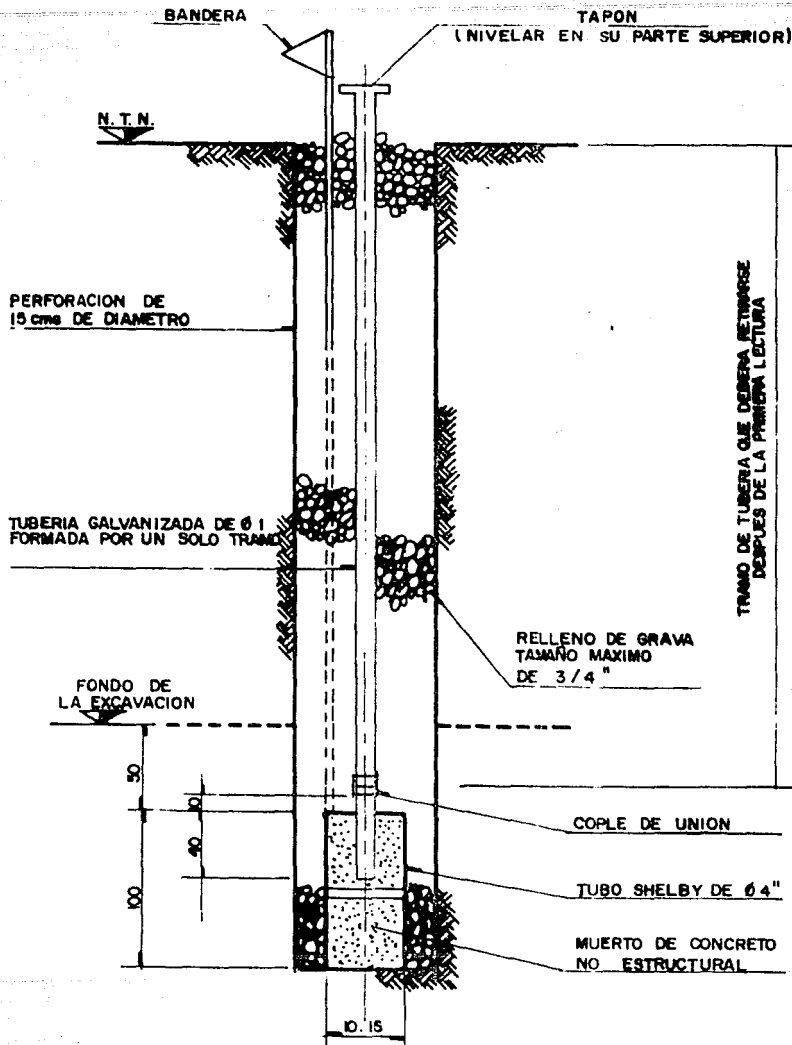 BANDERA
TAPON
(NIVELAR EN SU PARTE SUPERIOR)
N. T. N.
PERFORACION DE
15 cms DE DIAMETRO
TRAMO DE TUBERIA QUE DEBERA RETIRARSE
DESPUES DE LA PRIMERA LECTURA
TUBERIA GALVANIZADA DE Ø 1
FORMADA POR UN SOLO TRAMO
RELLENO DE GRAVA
TAMAÑO MAXIMO
DE 3/4"
FONDO DE
LA EXCAVACION
50
10
40
100
COPLE DE UNION
TUBO SHELBY DE Ø 4"
MUERTO DE CONCRETO
NO ESTRUCTURAL
10.15